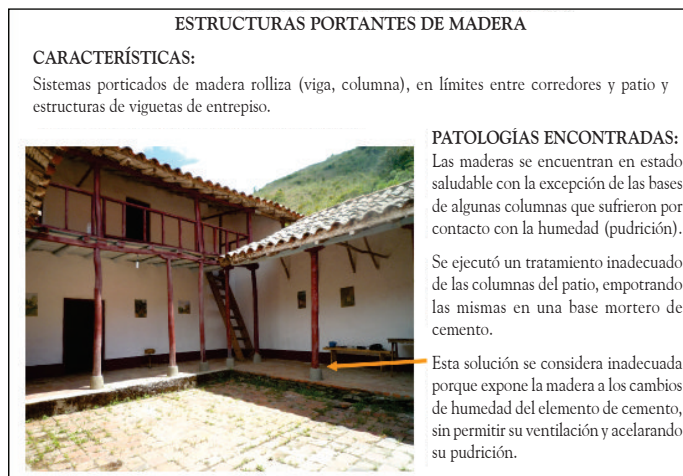 ESTRUCTURAS PORTANTES DE MADERA
CARACTERÍSTICAS:
Sistemas porticados de madera rolliza (viga, columna), en límites entre corredores y patio y
estructuras de viguetas de entrepiso.
PATOLOGÍAS ENCONTRADAS:
Las maderas se encuentran en estado
saludable con la excepción de las bases
de algunas columnas que sufrieron por
contacto con la humedad (pudrición).
Se ejecutó un tratamiento inadecuado
de las columnas del patio, empotrando
las mismas en una base mortero de
cemento.
Esta solución se considera inadecuada
porque expone la madera a los cambios
de humedad del elemento de cemento,
sin permitir su ventilación y acelarando
su pudrición.